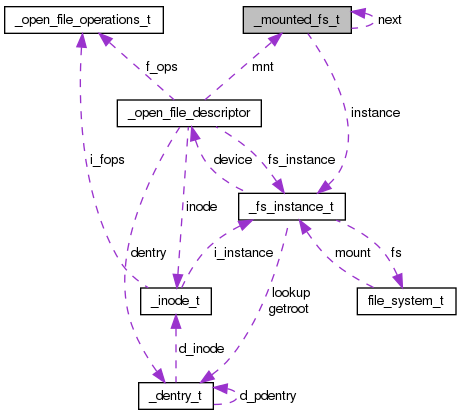 _open_file_operations_t
_mounted_fs_t
next
f_ops
mnt
_open_file_descriptor
instance
i_fops
device
fs_instance
inode
_fs_instance_t
dentry
i_instance
mount
fs
lookup
getroot
_inode_t
file_system_t
d_inode
_dentry_t
d_pdentry